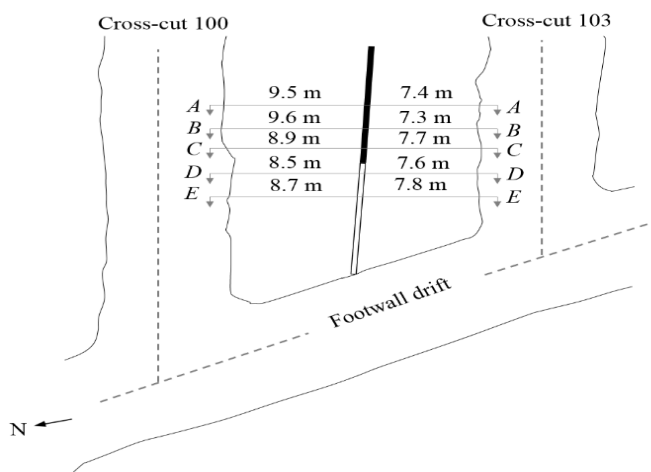 Cross-cut 100 Cross-cut 103
9.5 m 7.4 m
A A
9.6 m 7.3 m
B B
8.9 m 7.7 m
C C
8.5 m 7.6 m
D D
8.7 m 7.8 m
E E
Footwall drift
N